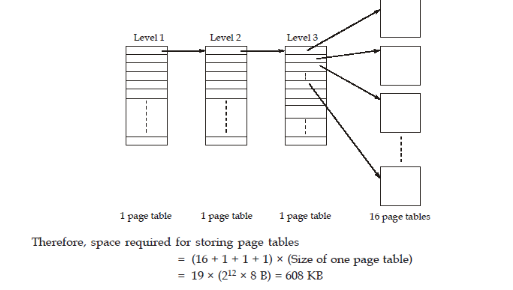 Level 1 Level 2 Level 3
1 page table 1 page table 1 page table 16 page tables
Therefore, space required for storing page tables
= (16 + 1 + 1 + 1) × (Size of one page table)
= 19 × (2¹² × 8 B) = 608 KB